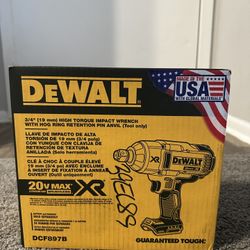 DEWALT
MADE IN THE
USA
WITH GLOBAL MATERIALS
3/4" (19 mm) HIGH TORQUE IMPACT WRENCH
WITH HOG RING RETENTION PIN ANVIL (Tool only)
LLAVE DE IMPACTO DE ALTA
TORSIÓN DE 19 mm (3/4 pulg)
CON YUNQUE CON CLAVIJA DE
RETENCIÓN DE ANILLA
(Solo herramienta)
CLÉ À CHOC À COUPLE ÉLEVÉ
19 mm (3/4 po) AVEC ENCLUME
À INSERT DE FIXATION À ANNEAU
OUVERT (Outil uniquement)
20V MAX
XR
DEWALT
DCF897B
GUARANTEED TOUGH.